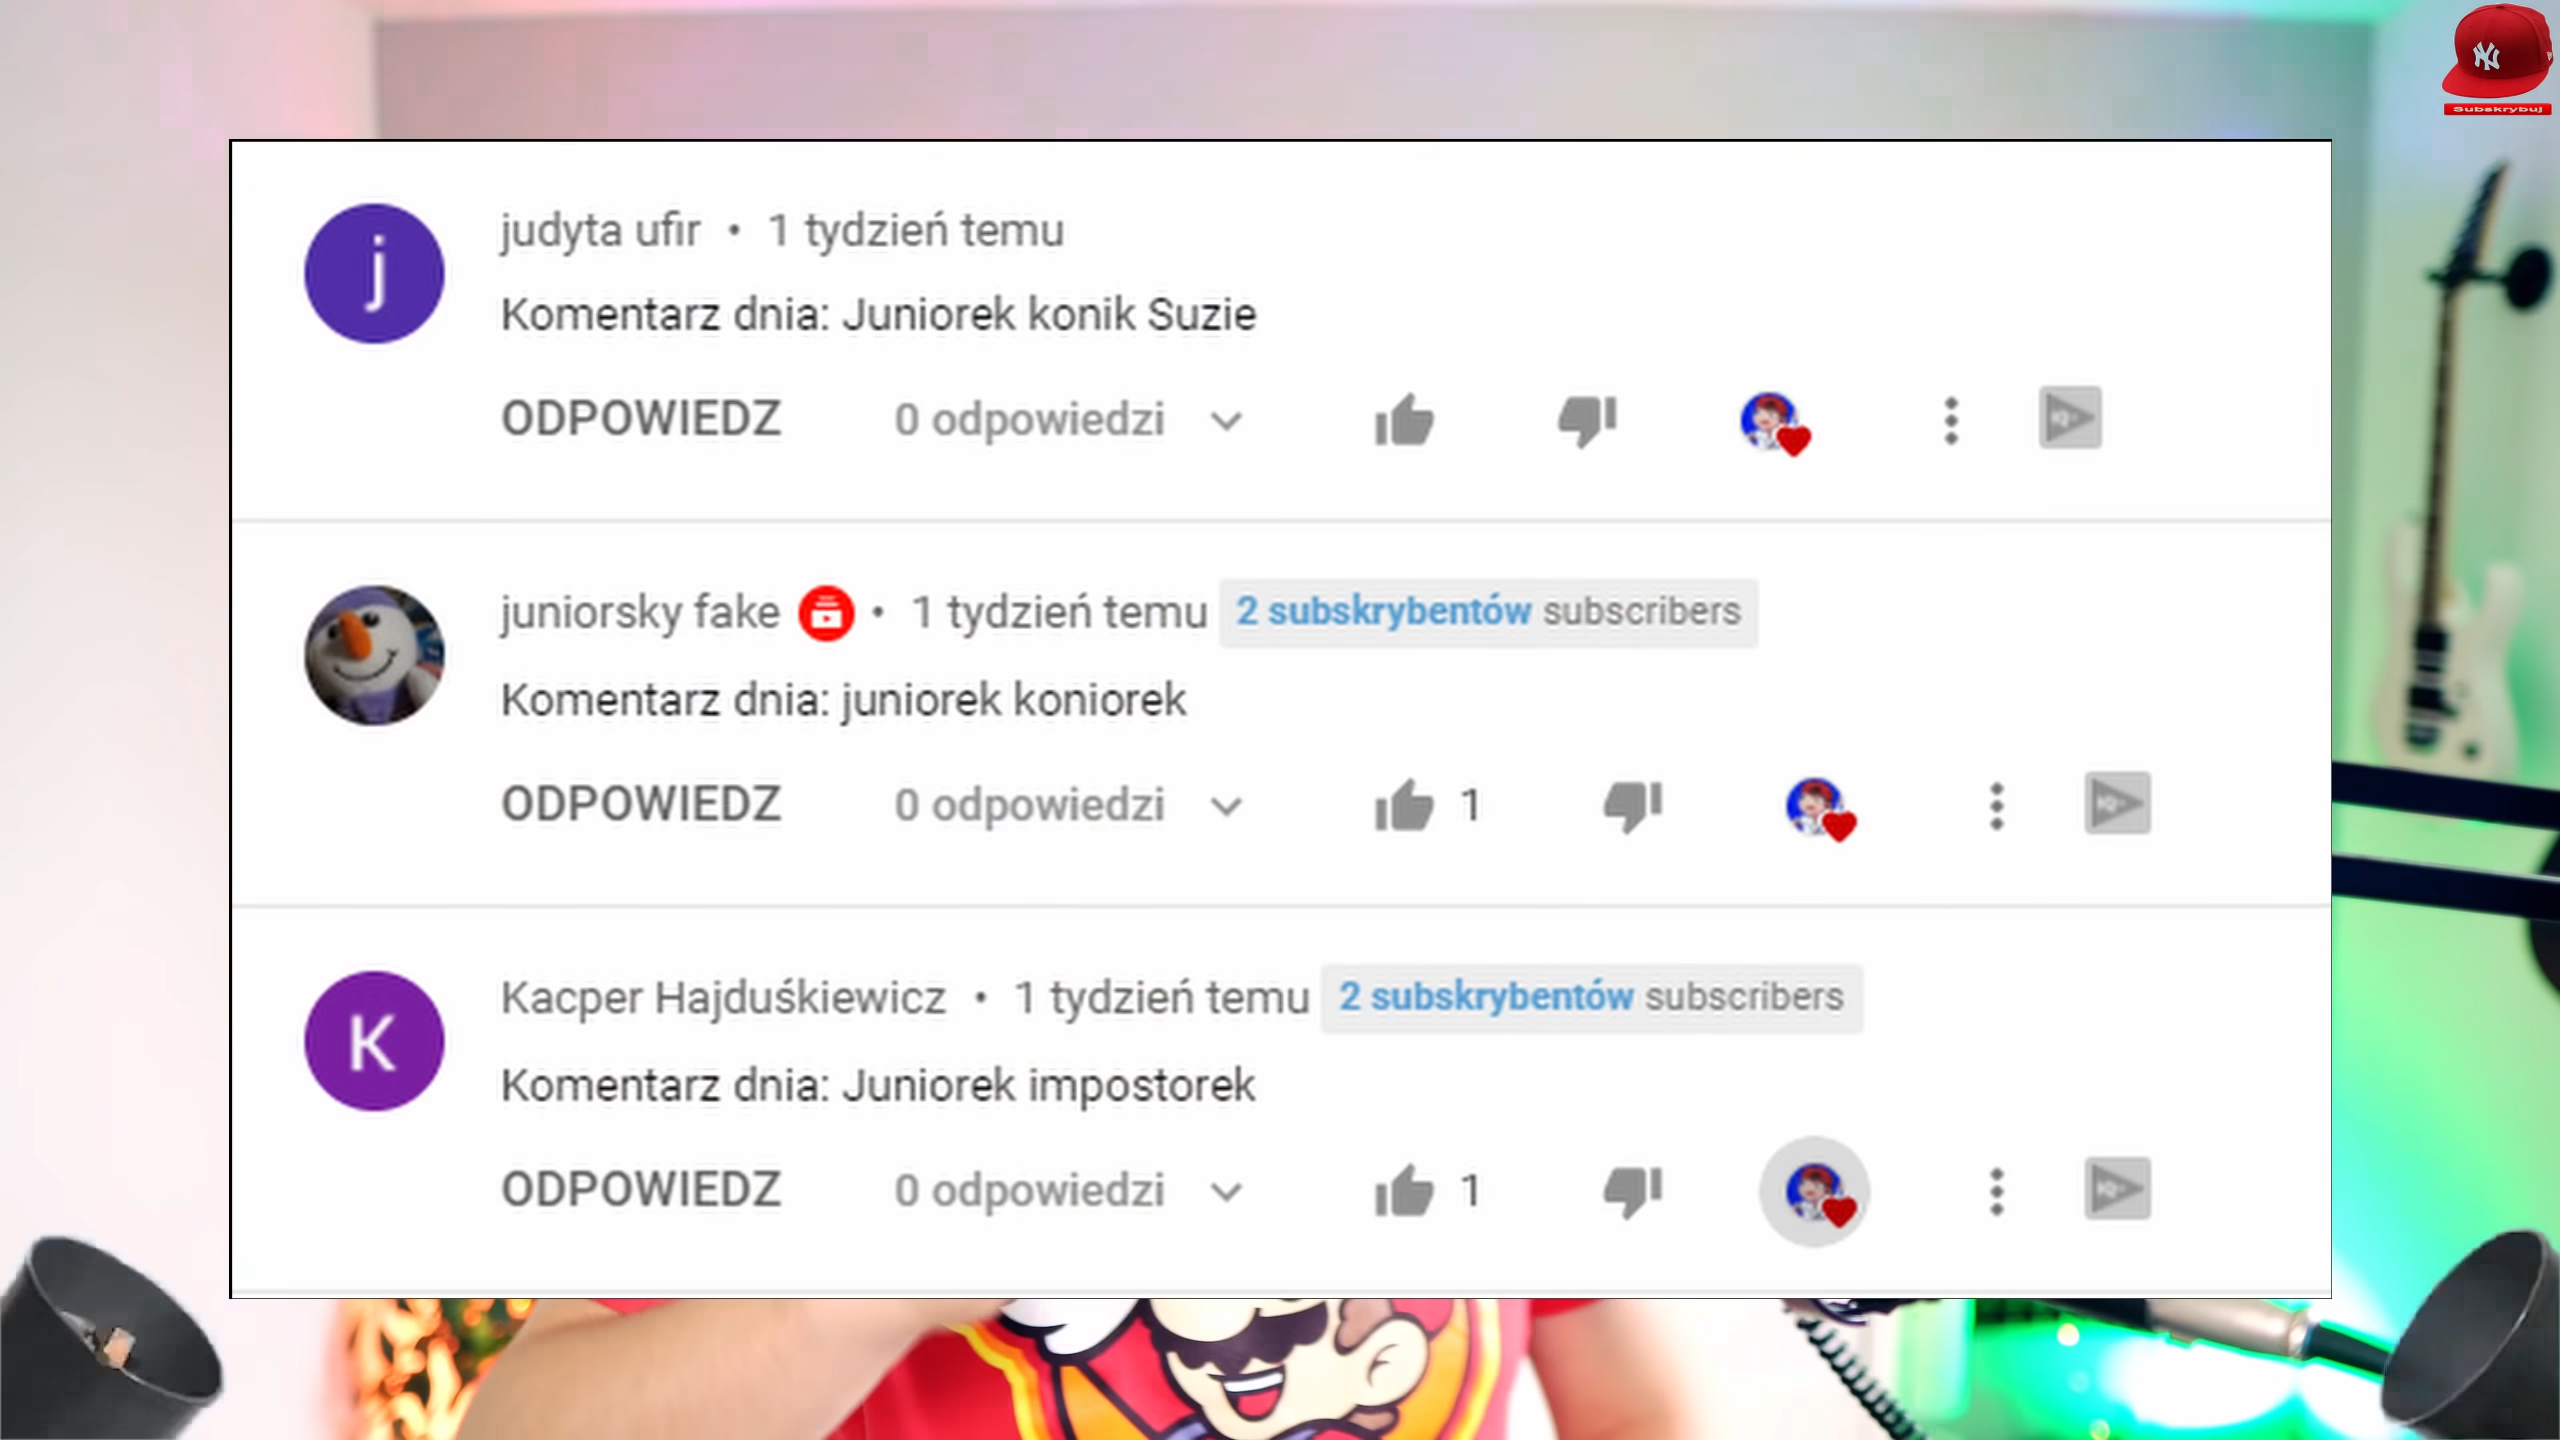 NY
Subskrybuj
j
judyta ufir • 1 tydzień temu
Komentarz dnia: Juniorek konik Suzie
ODPOWIEDZ 0 odpowiedzi
juniorsky fake • 1 tydzień temu 2 subskrybentów subscribers
Komentarz dnia: juniorek koniorek
ODPOWIEDZ 0 odpowiedzi 1
K
Kacper Hajduśkiewicz • 1 tydzień temu 2 subskrybentów subscribers
Komentarz dnia: Juniorek impostorek
ODPOWIEDZ 0 odpowiedzi 1